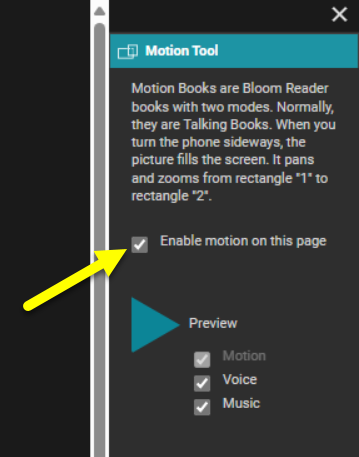 Motion Tool
Motion Books are Bloom Reader
books with two modes. Normally,
they are Talking Books. When you
turn the phone sideways, the
picture fills the screen. It pans
and zooms from rectangle "1" to
rectangle "2".
Enable motion on this page
Preview
Motion
Voice
Music